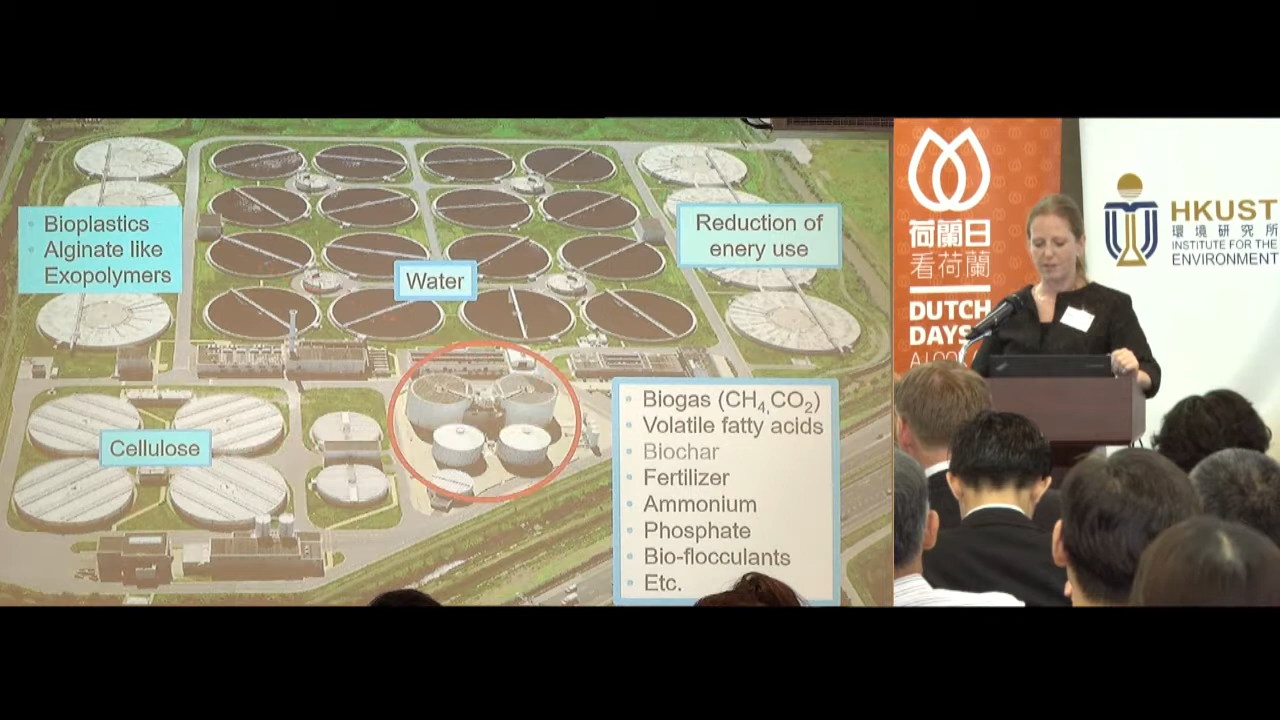 Bioplastics
Alginate like
Exopolymers
Water
Reduction of
enery use
Cellulose
Biogas (CH4,CO2)
Volatile fatty acids
Biochar
Fertilizer
Ammonium
Phosphate
Bio-flocculants
Etc.
荷蘭日
看荷蘭
DUTCH
DAYS
A LOOK
HKUST
環境研究所
INSTITUTE FOR THE
ENVIRONMENT